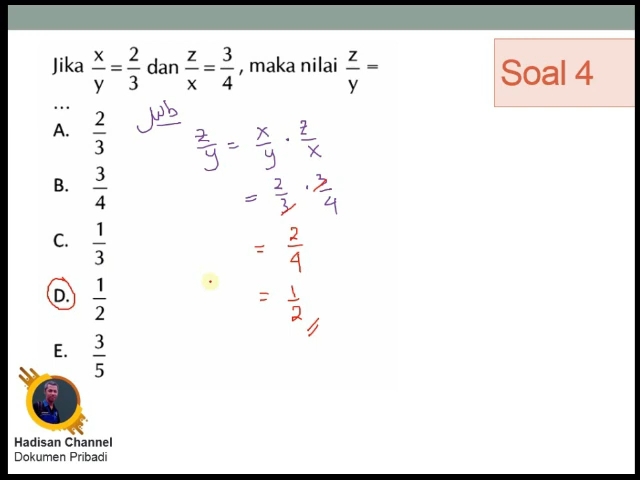 Soal 4
Jika x/y = 2/3 dan z/x = 3/4, maka nilai z/y =
...
A. 2/3
B. 3/4
C. 1/3
D. 1/2
E. 3/5
Jwb
z/y = x/y · z/x
= 2/3 · 3/4
= 2/4
= 1/2 //
Hadisan Channel
Dokumen Pribadi